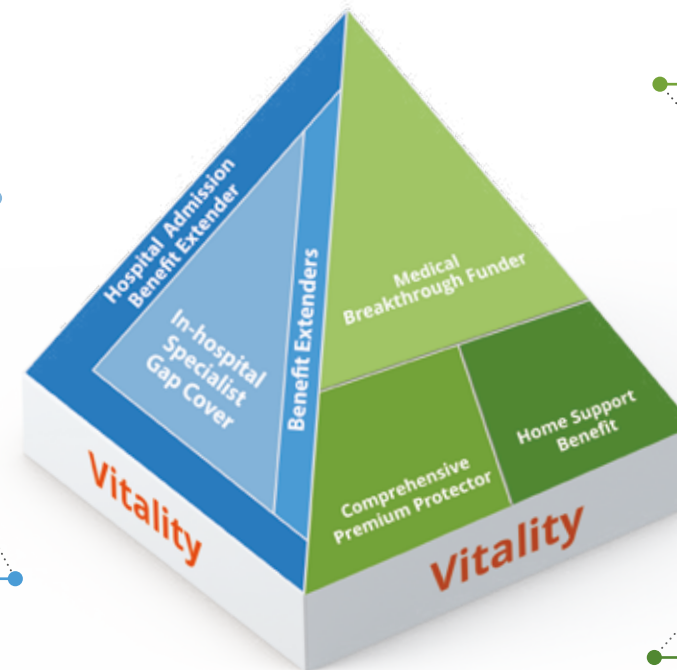 Hospital Admission
Benefit Extender
In-hospital
Specialist
Gap Cover
Benefit Extenders
Medical
Breakthrough Funder
Comprehensive
Premium Protector
Home Support
Benefit
Vitality
Vitality